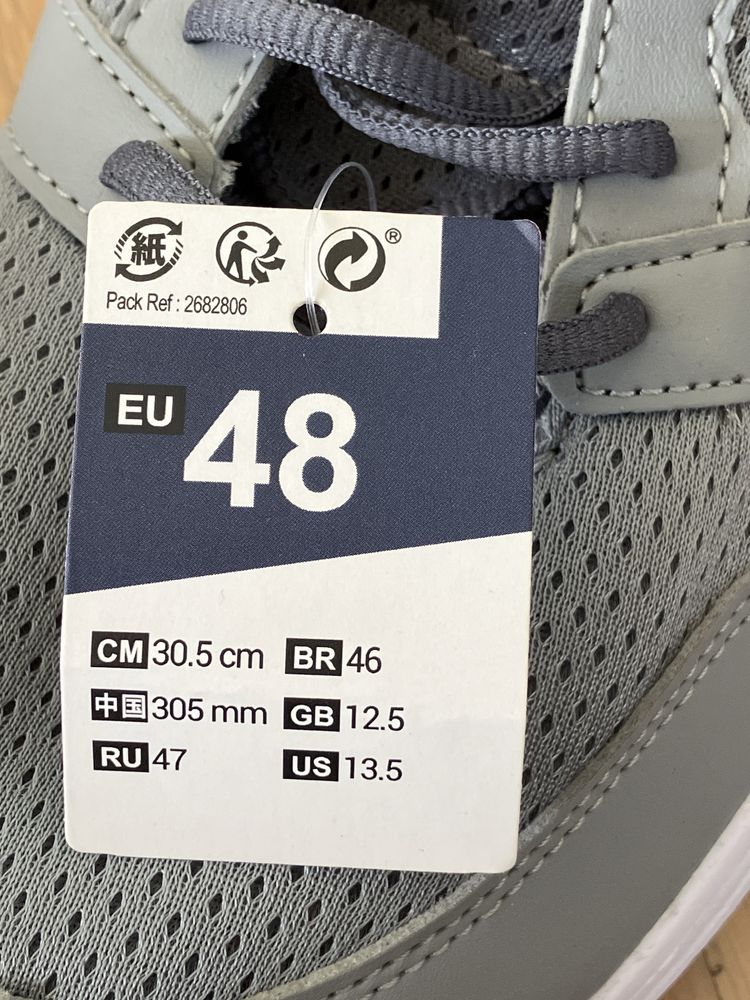 紙
®
Pack Ref : 2682806
EU 48
CM 30.5 cm BR 46
中国 305 mm GB 12.5
RU 47 US 13.5